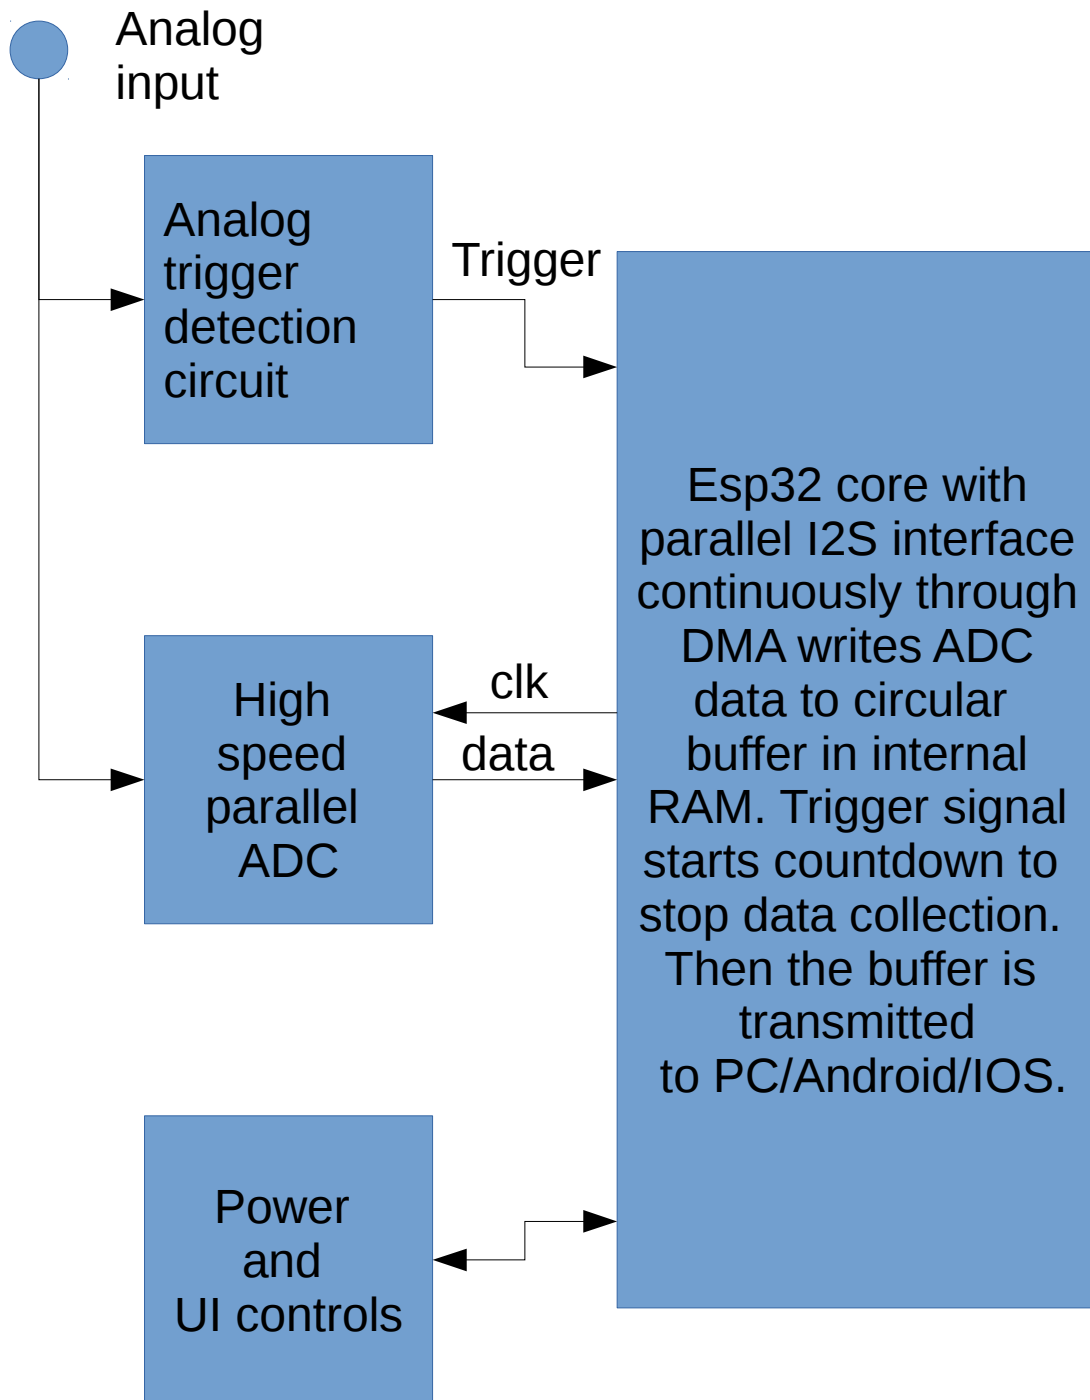 Analog
input
Analog
trigger
detection
circuit
Trigger
High
speed
parallel
ADC
clk
data
Esp32 core with
parallel I2S interface
continuously through
DMA writes ADC
data to circular
buffer in internal
RAM. Trigger signal
starts countdown to
stop data collection.
Then the buffer is
transmitted
to PC/Android/IOS.
Power
and
UI controls